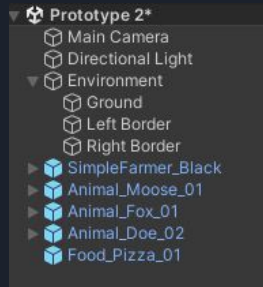 Prototype 2*
Main Camera
Directional Light
Environment
Ground
Left Border
Right Border
SimpleFarmer_Black
Animal_Moose_01
Animal_Fox_01
Animal_Doe_02
Food_Pizza_01